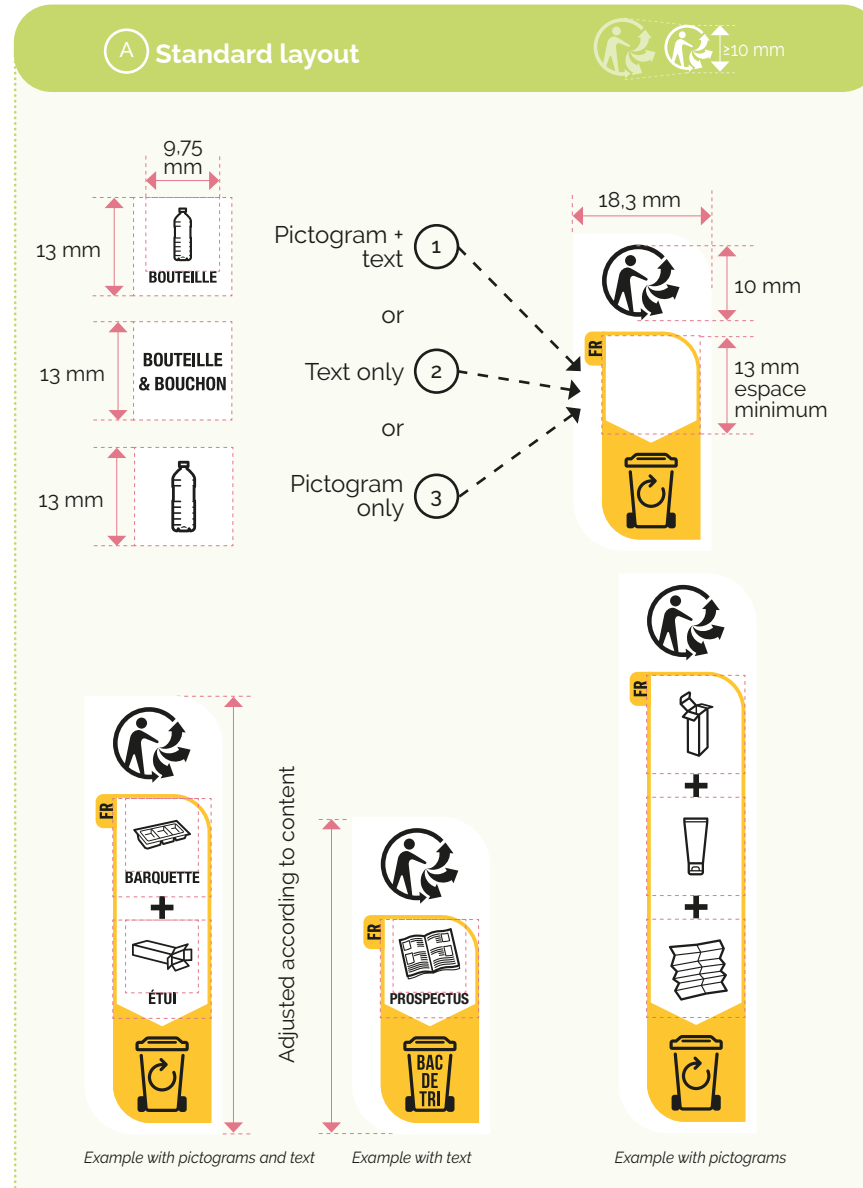 A Standard layout
≥10 mm
9,75
mm
13 mm
BOUTEILLE
13 mm
BOUTEILLE
& BOUCHON
13 mm
Pictogram +
text
1
or
Text only
2
or
Pictogram
only
3
18,3 mm
10 mm
FR
13 mm
espace
minimum
FR
BARQUETTE
+
ÉTUI
Adjusted according to content
FR
PROSPECTUS
BAC
DE
TRI
FR
+
+
Example with pictograms and text
Example with text
Example with pictograms